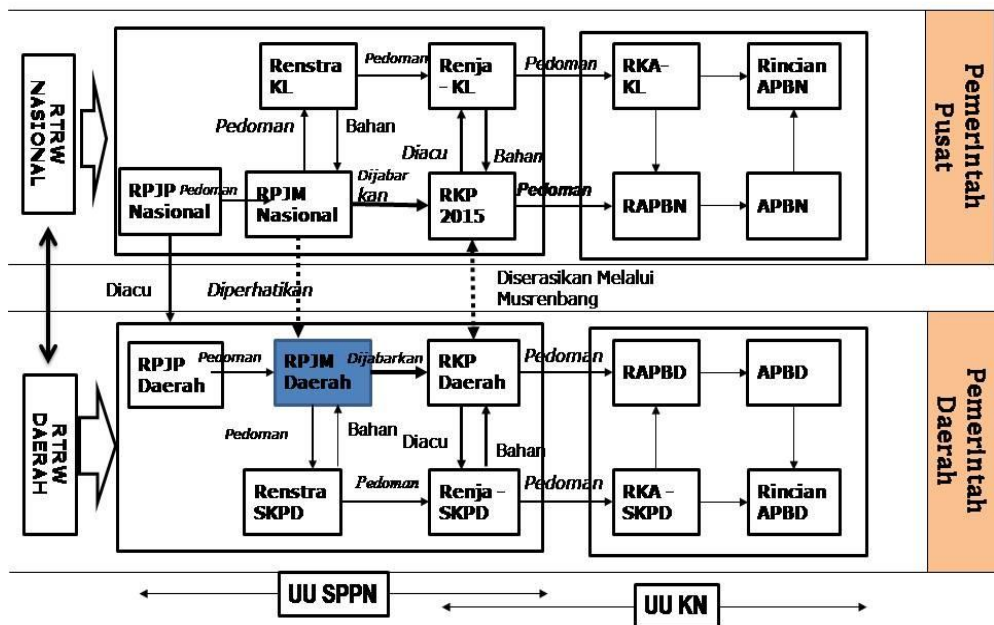 RTRW
NASIONAL
Renstra
KL
Pedoman
Renja
- KL
Pedoman
RKA–
KL
Rincian
APBN
Pedoman
Bahan
Diacu
Bahan
RPJP
Nasional
Pedoman
RPJM
Nasional
Dijabar
kan
RKP
2015
Pedoman
RAPBN
APBN
Pemerintah
Pusat
Diacu
Diperhatikan
Diserasikan Melalui
Musrenbang
RTRW
DAERAH
RPJP
Daerah
Pedoman
RPJM
Daerah
Dijabarkan
RKP
Daerah
Pedoman
RAPBD
APBD
Pedoman
Bahan
Diacu
Bahan
Renstra
SKPD
Pedoman
Renja –
SKPD
Pedoman
RKA –
SKPD
Rincian
APBD
Pemerintah
Daerah
UU SPPN
UU KN